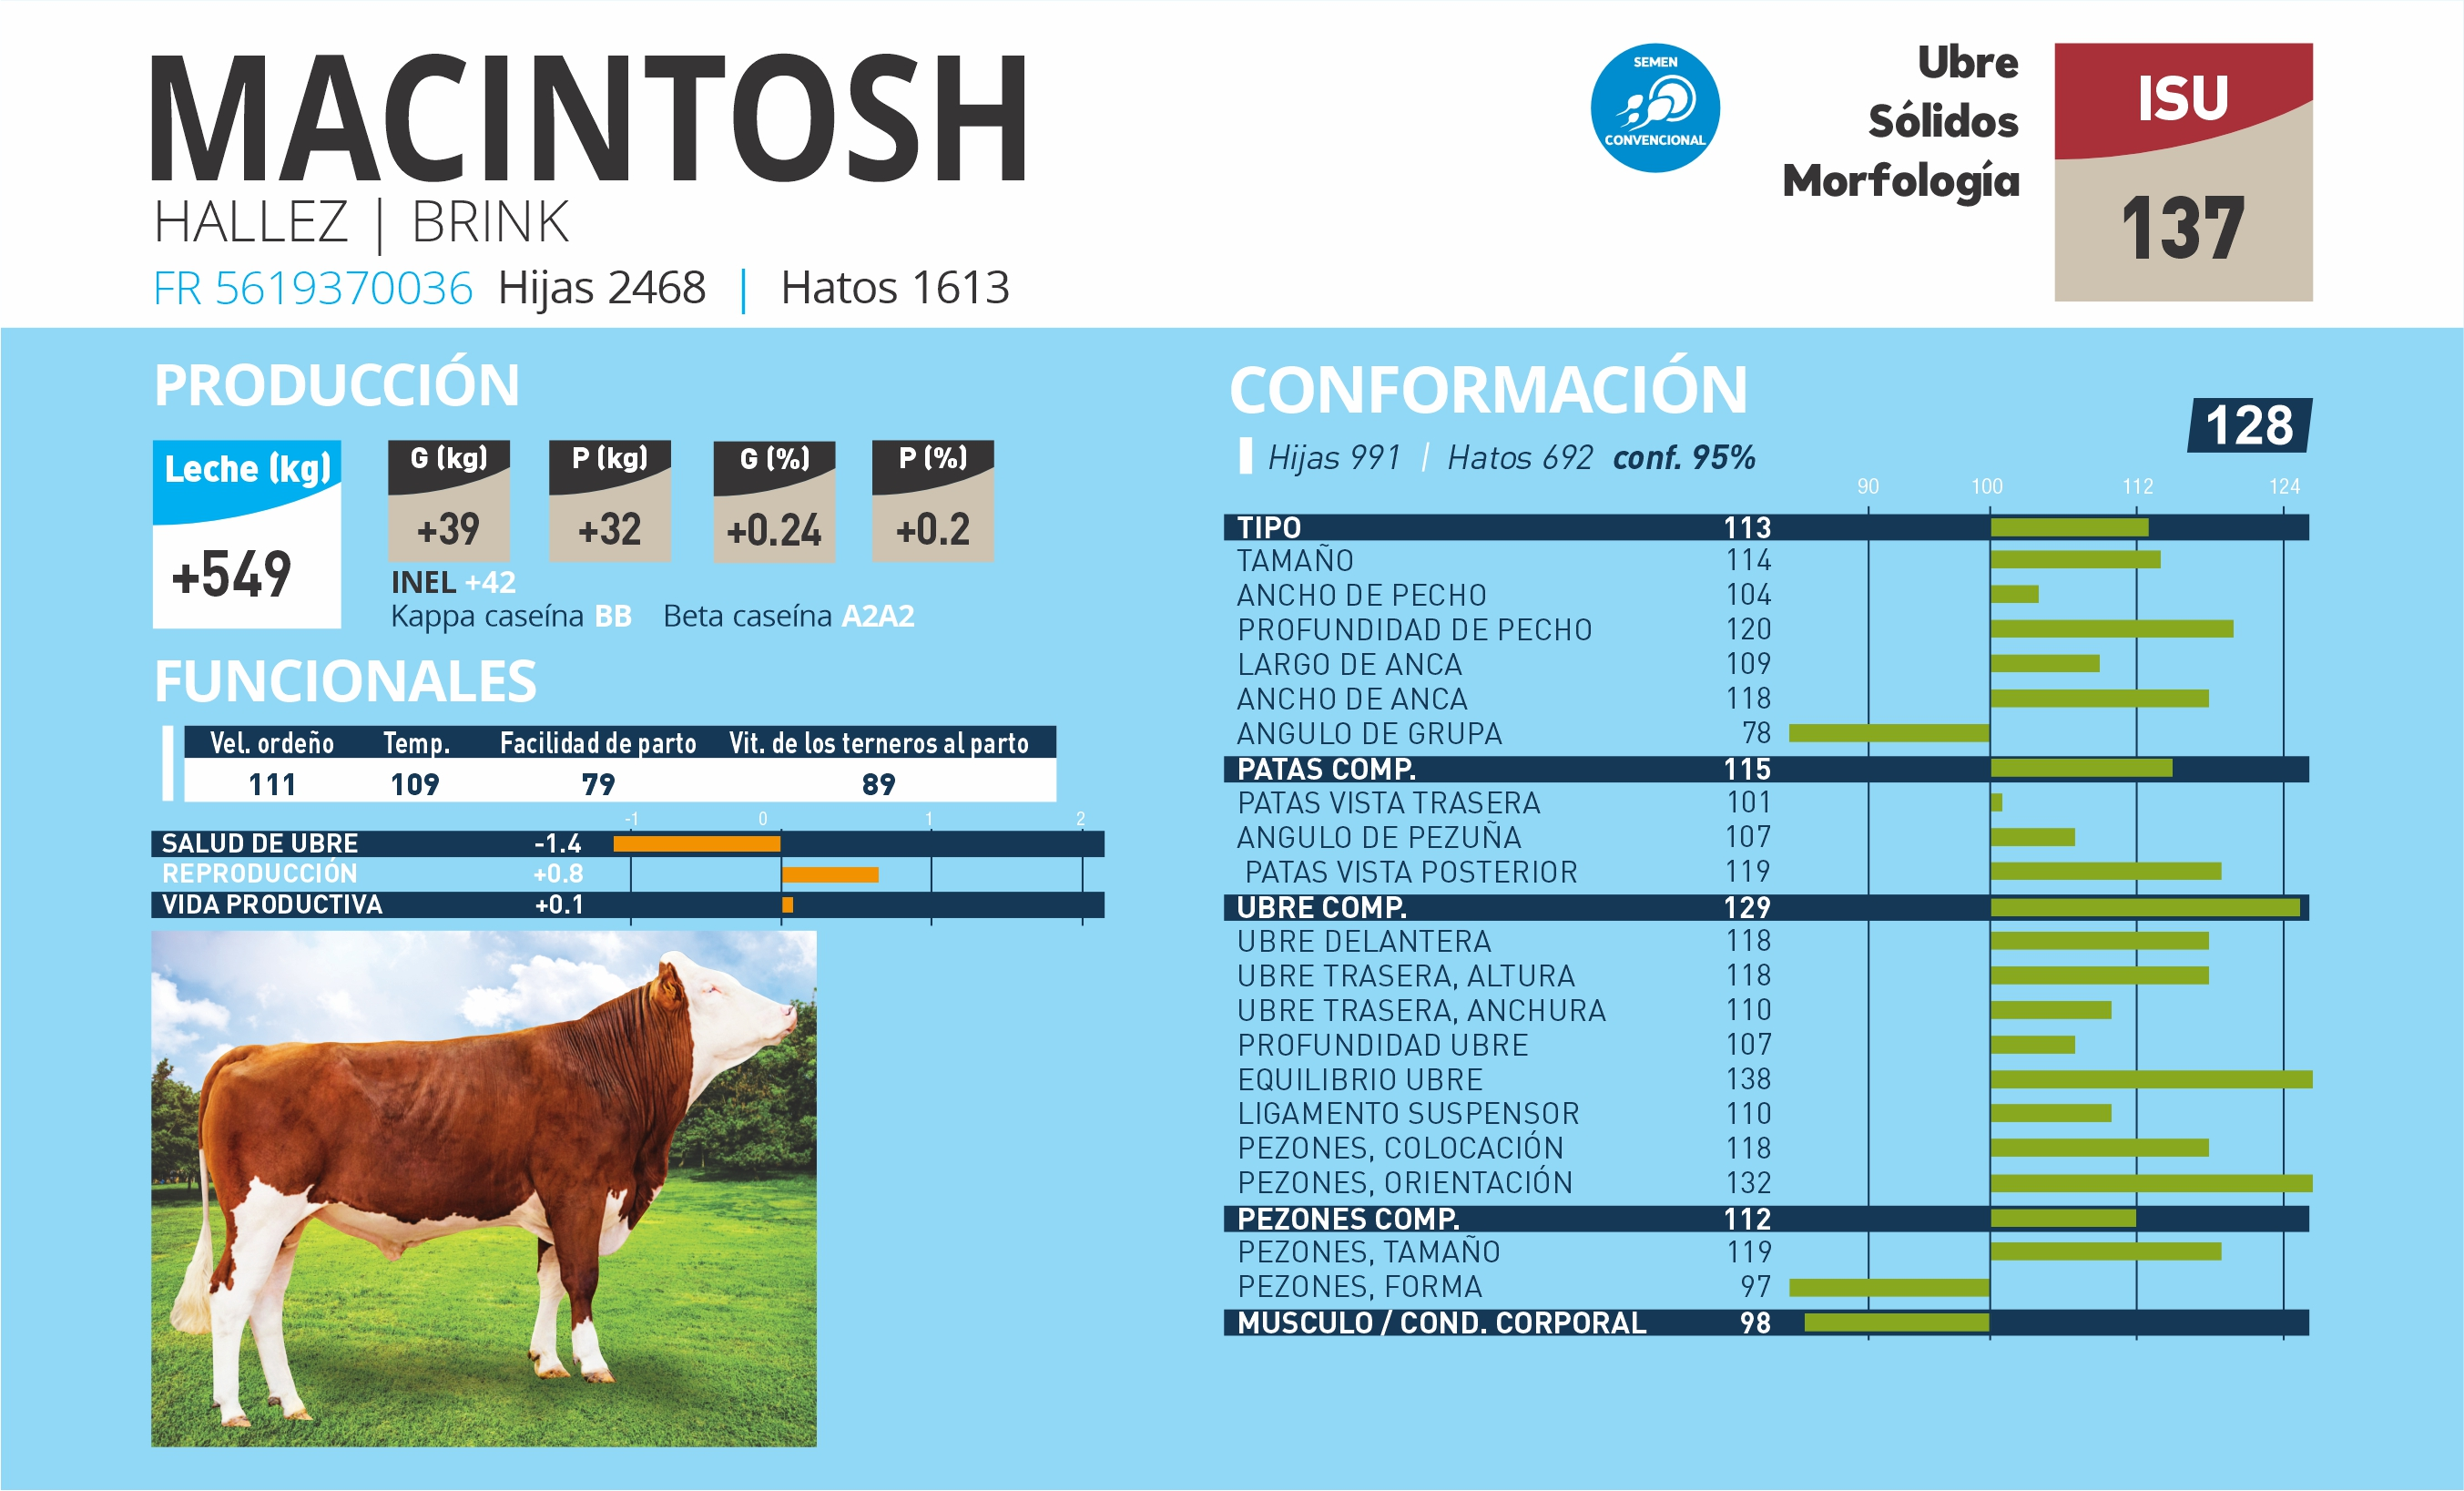 MACINTOSH
HALLEZ | BRINK
FR 5619370036 Hijas 2468 | Hatos 1613
SEMEN
CONVENCIONAL
Ubre
Sólidos
Morfología
ISU
137
PRODUCCIÓN
Leche (kg)
+549
G (kg)
+39
P (kg)
+32
G (%)
+0.24
P (%)
+0.2
INEL +42
Kappa caseína BB Beta caseína A2A2
FUNCIONALES
Vel. ordeño Temp. Facilidad de parto Vit. de los terneros al parto
111 109 79 89
-1 0 1 2
SALUD DE UBRE -1.4
REPRODUCCIÓN +0.8
VIDA PRODUCTIVA +0.1
CONFORMACIÓN
128
Hijas 991 / Hatos 692 conf. 95%
90 100 112 124
TIPO 113
TAMAÑO 114
ANCHO DE PECHO 104
PROFUNDIDAD DE PECHO 120
LARGO DE ANCA 109
ANCHO DE ANCA 118
ANGULO DE GRUPA 78
PATAS COMP. 115
PATAS VISTA TRASERA 101
ANGULO DE PEZUÑA 107
PATAS VISTA POSTERIOR 119
UBRE COMP. 129
UBRE DELANTERA 118
UBRE TRASERA, ALTURA 118
UBRE TRASERA, ANCHURA 110
PROFUNDIDAD UBRE 107
EQUILIBRIO UBRE 138
LIGAMENTO SUSPENSOR 110
PEZONES, COLOCACIÓN 118
PEZONES, ORIENTACIÓN 132
PEZONES COMP. 112
PEZONES, TAMAÑO 119
PEZONES, FORMA 97
MUSCULO / COND. CORPORAL 98